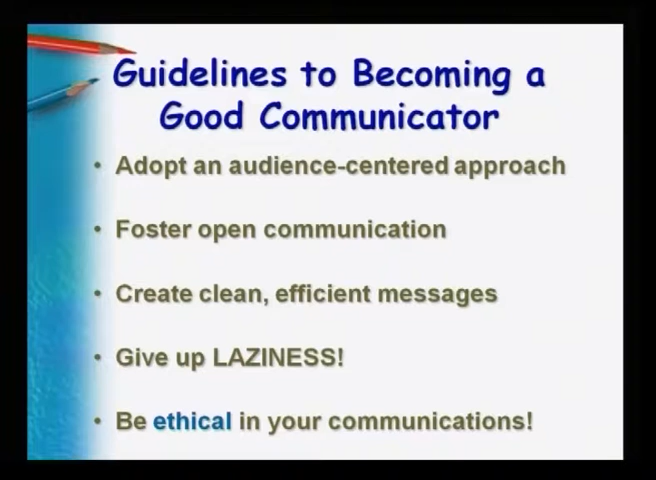 Guidelines to Becoming a
Good Communicator
• Adopt an audience-centered approach
• Foster open communication
• Create clean, efficient messages
• Give up LAZINESS!
• Be ethical in your communications!